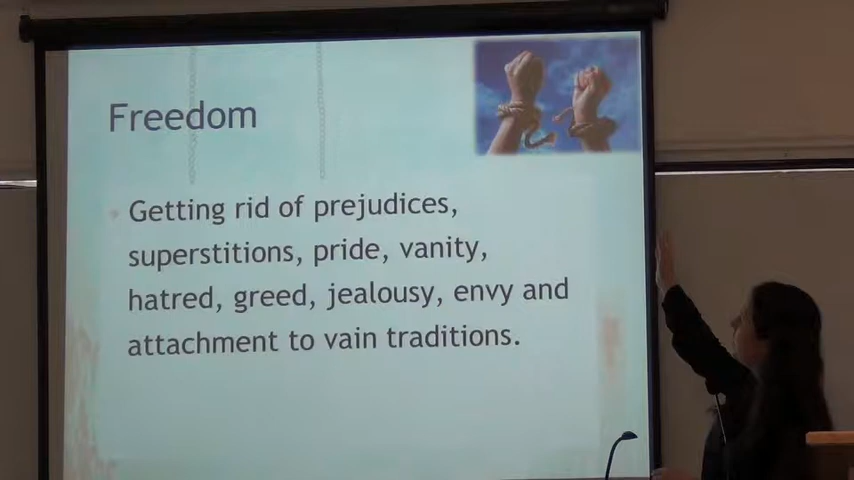 Freedom
Getting rid of prejudices,
superstitions, pride, vanity,
hatred, greed, jealousy, envy and
attachment to vain traditions.